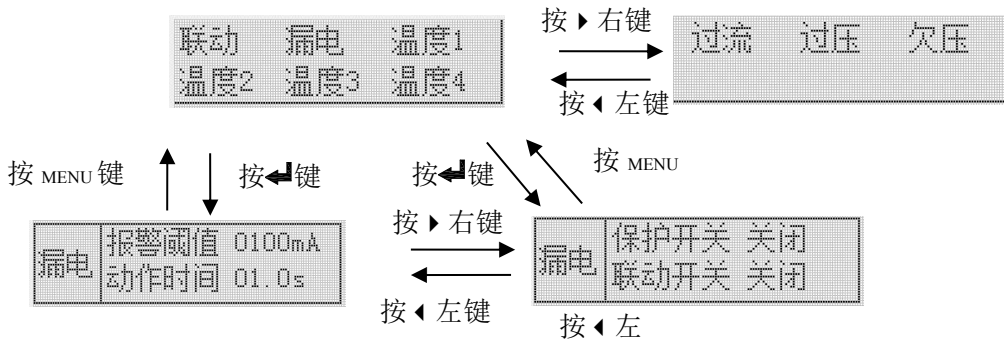 联动 漏电 温度1
温度2 温度3 温度4
按 右键
按 左键
过流 过压 欠压
按 MENU 键
按 键
按 键
按 MENU
漏电
报警阈值 0100mA
动作时间 01.0s
按 右键
按 左键
漏电
保护开关 关闭
联动开关 关闭
按 左